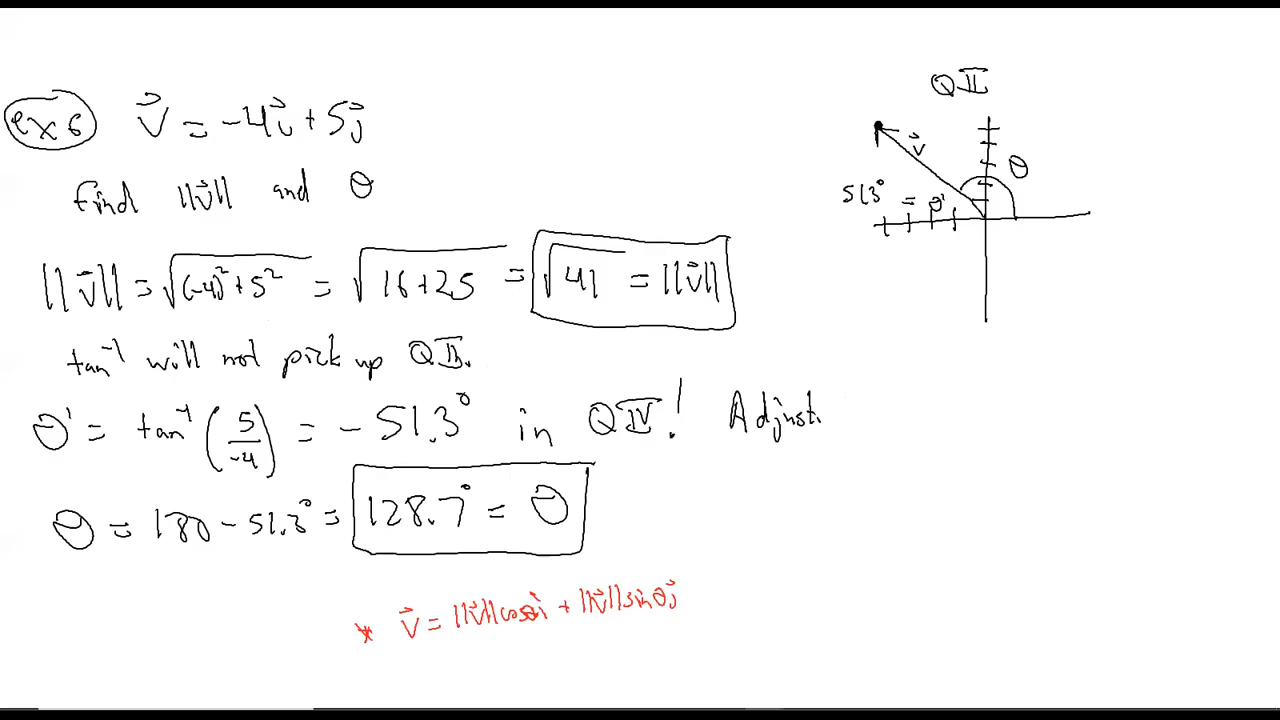 ex 6 v⃗ = -4i⃗ + 5j⃗
find ||v⃗|| and θ
||v⃗|| = √((-4)² + 5²) = √(16+25) = √41 = ||v⃗||
tan⁻¹ will not pick up QII.
θ' = tan⁻¹(5/-4) = -51.3° in QIV! Adjust.
θ = 180 - 51.3° = 128.7° = θ
* v⃗ = ||v⃗||cosθi⃗ + ||v⃗||sinθj⃗
QII
v⃗
θ
51.3° = θ'